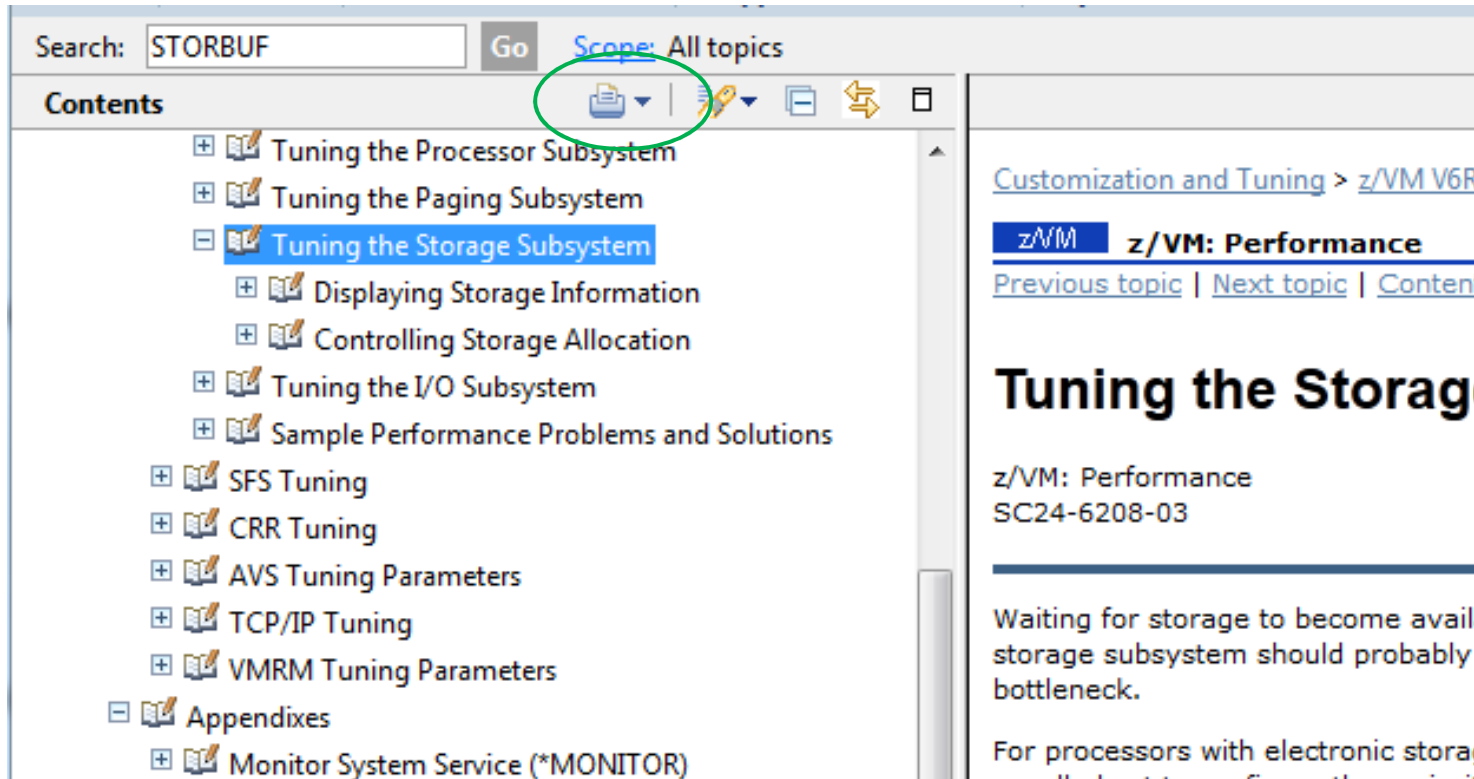 Search: STORBUF Go Scope: All topics
Contents
Tuning the Processor Subsystem
Tuning the Paging Subsystem
Tuning the Storage Subsystem
Displaying Storage Information
Controlling Storage Allocation
Tuning the I/O Subsystem
Sample Performance Problems and Solutions
SFS Tuning
CRR Tuning
AVS Tuning Parameters
TCP/IP Tuning
VMRM Tuning Parameters
Appendixes
Monitor System Service (*MONITOR)
Customization and Tuning > z/VM V6R
z/VM z/VM: Performance
Previous topic | Next topic | Conten
Tuning the Storag
z/VM: Performance
SC24-6208-03
Waiting for storage to become avail
storage subsystem should probably
bottleneck.
For processors with electronic storag